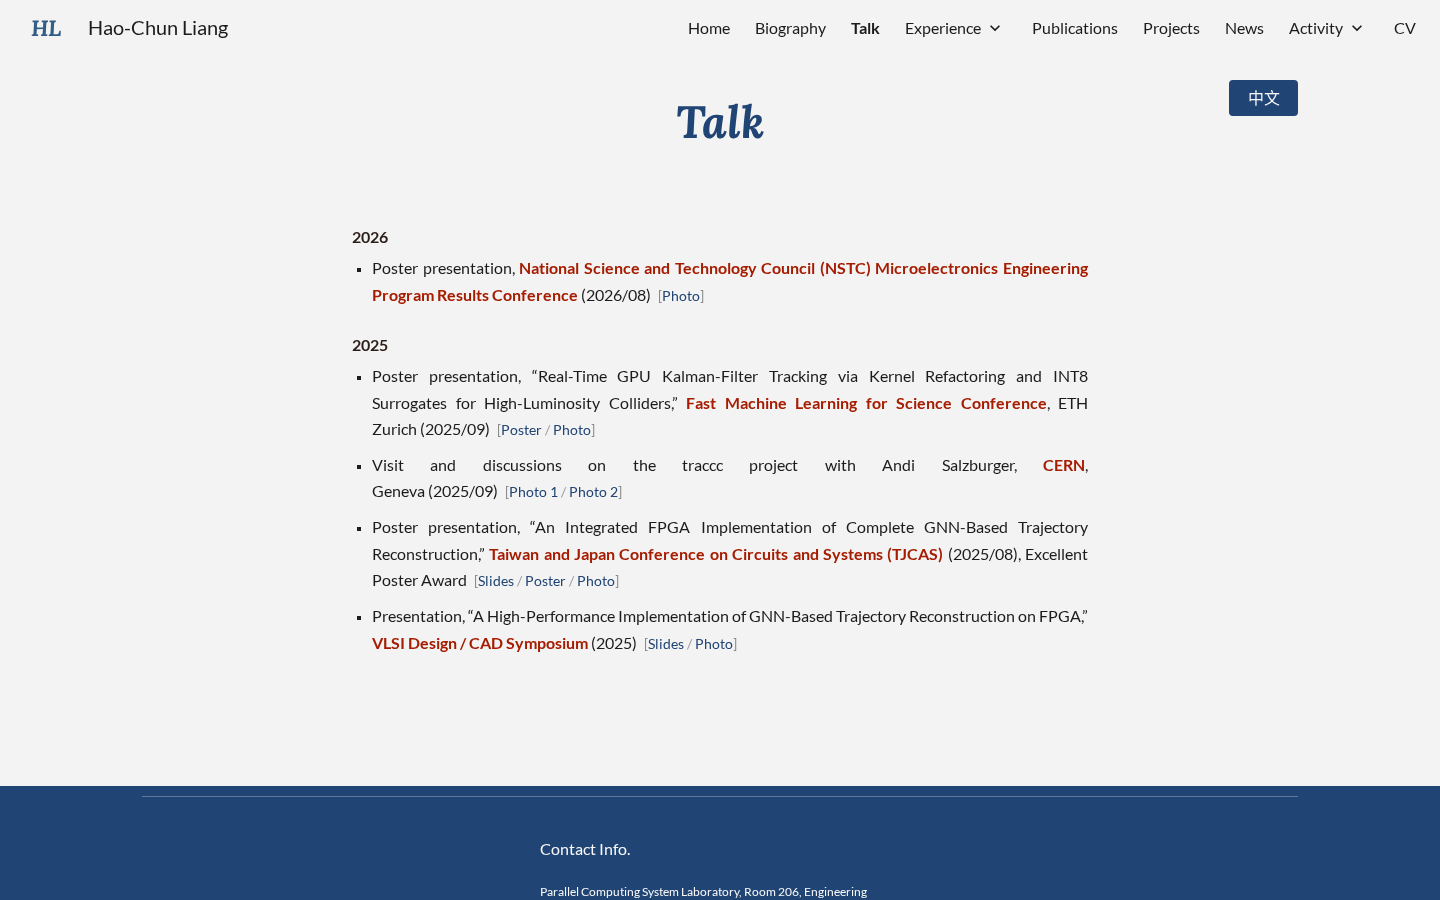 HL Hao-Chun Liang Home Biography Talk Experience Publications Projects News Activity CV
中文
Talk
2026
Poster presentation, National Science and Technology Council (NSTC) Microelectronics Engineering
Program Results Conference (2026/08) [Photo]
2025
Poster presentation, “Real-Time GPU Kalman-Filter Tracking via Kernel Refactoring and INT8
Surrogates for High-Luminosity Colliders,” Fast Machine Learning for Science Conference, ETH
Zurich (2025/09) [Poster / Photo]
Visit and discussions on the traccc project with Andi Salzburger, CERN,
Geneva (2025/09) [Photo 1 / Photo 2]
Poster presentation, “An Integrated FPGA Implementation of Complete GNN-Based Trajectory
Reconstruction,” Taiwan and Japan Conference on Circuits and Systems (TJCAS) (2025/08), Excellent
Poster Award [Slides / Poster / Photo]
Presentation, “A High-Performance Implementation of GNN-Based Trajectory Reconstruction on FPGA,”
VLSI Design / CAD Symposium (2025) [Slides / Photo]
Contact Info.
Parallel Computing System Laboratory, Room 206, Engineering